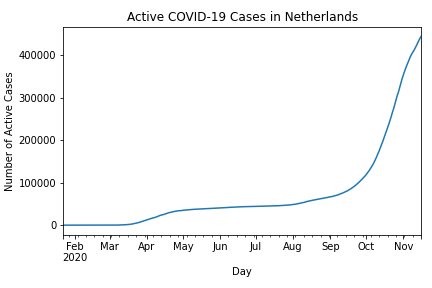 Active COVID-19 Cases in Netherlands
Number of Active Cases
400000
300000
200000
100000
0
Feb Mar Apr May Jun Jul Aug Sep Oct Nov
2020
Day